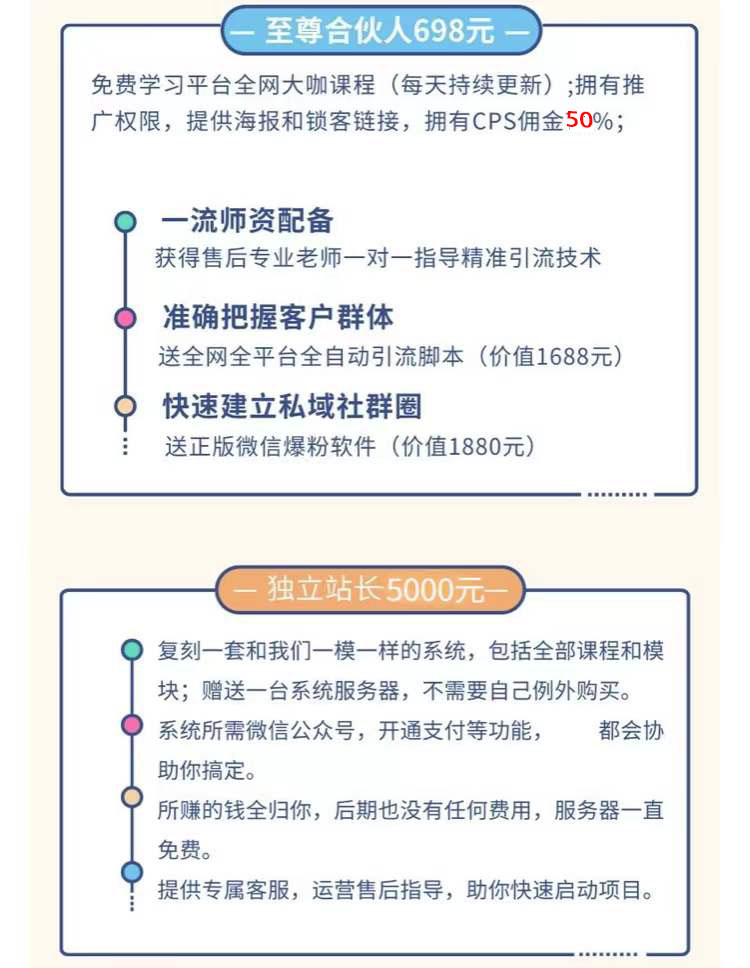 — 至尊合伙人698元 —
免费学习平台全网大咖课程（每天持续更新）;拥有推
广权限，提供海报和锁客链接，拥有CPS佣金50%；
一流师资配备
获得售后专业老师一对一指导精准引流技术
准确把握客户群体
送全网全平台全自动引流脚本（价值1688元）
快速建立私域社群圈
送正版微信爆粉软件（价值1880元）
— 独立站长5000元—
复刻一套和我们一模一样的系统，包括全部课程和模
块；赠送一台系统服务器，不需要自己例外购买。
系统所需微信公众号，开通支付等功能， 都会协
助你搞定。
所赚的钱全归你，后期也没有任何费用，服务器一直
免费。
提供专属客服，运营售后指导，助你快速启动项目。